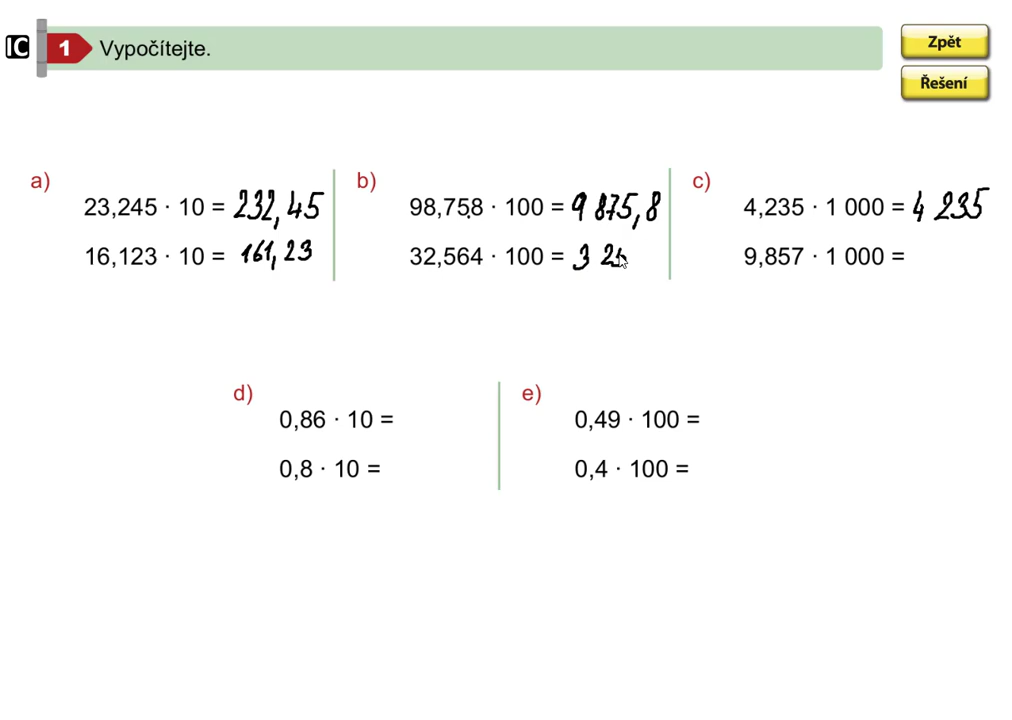 IC
1 Vypočítejte.
Zpět
Řešení
a)
23,245 · 10 = 232,45
16,123 · 10 = 161,23
b)
98,758 · 100 = 9 875,8
32,564 · 100 = 3 2
c)
4,235 · 1 000 = 4 235
9,857 · 1 000 =
d)
0,86 · 10 =
0,8 · 10 =
e)
0,49 · 100 =
0,4 · 100 =